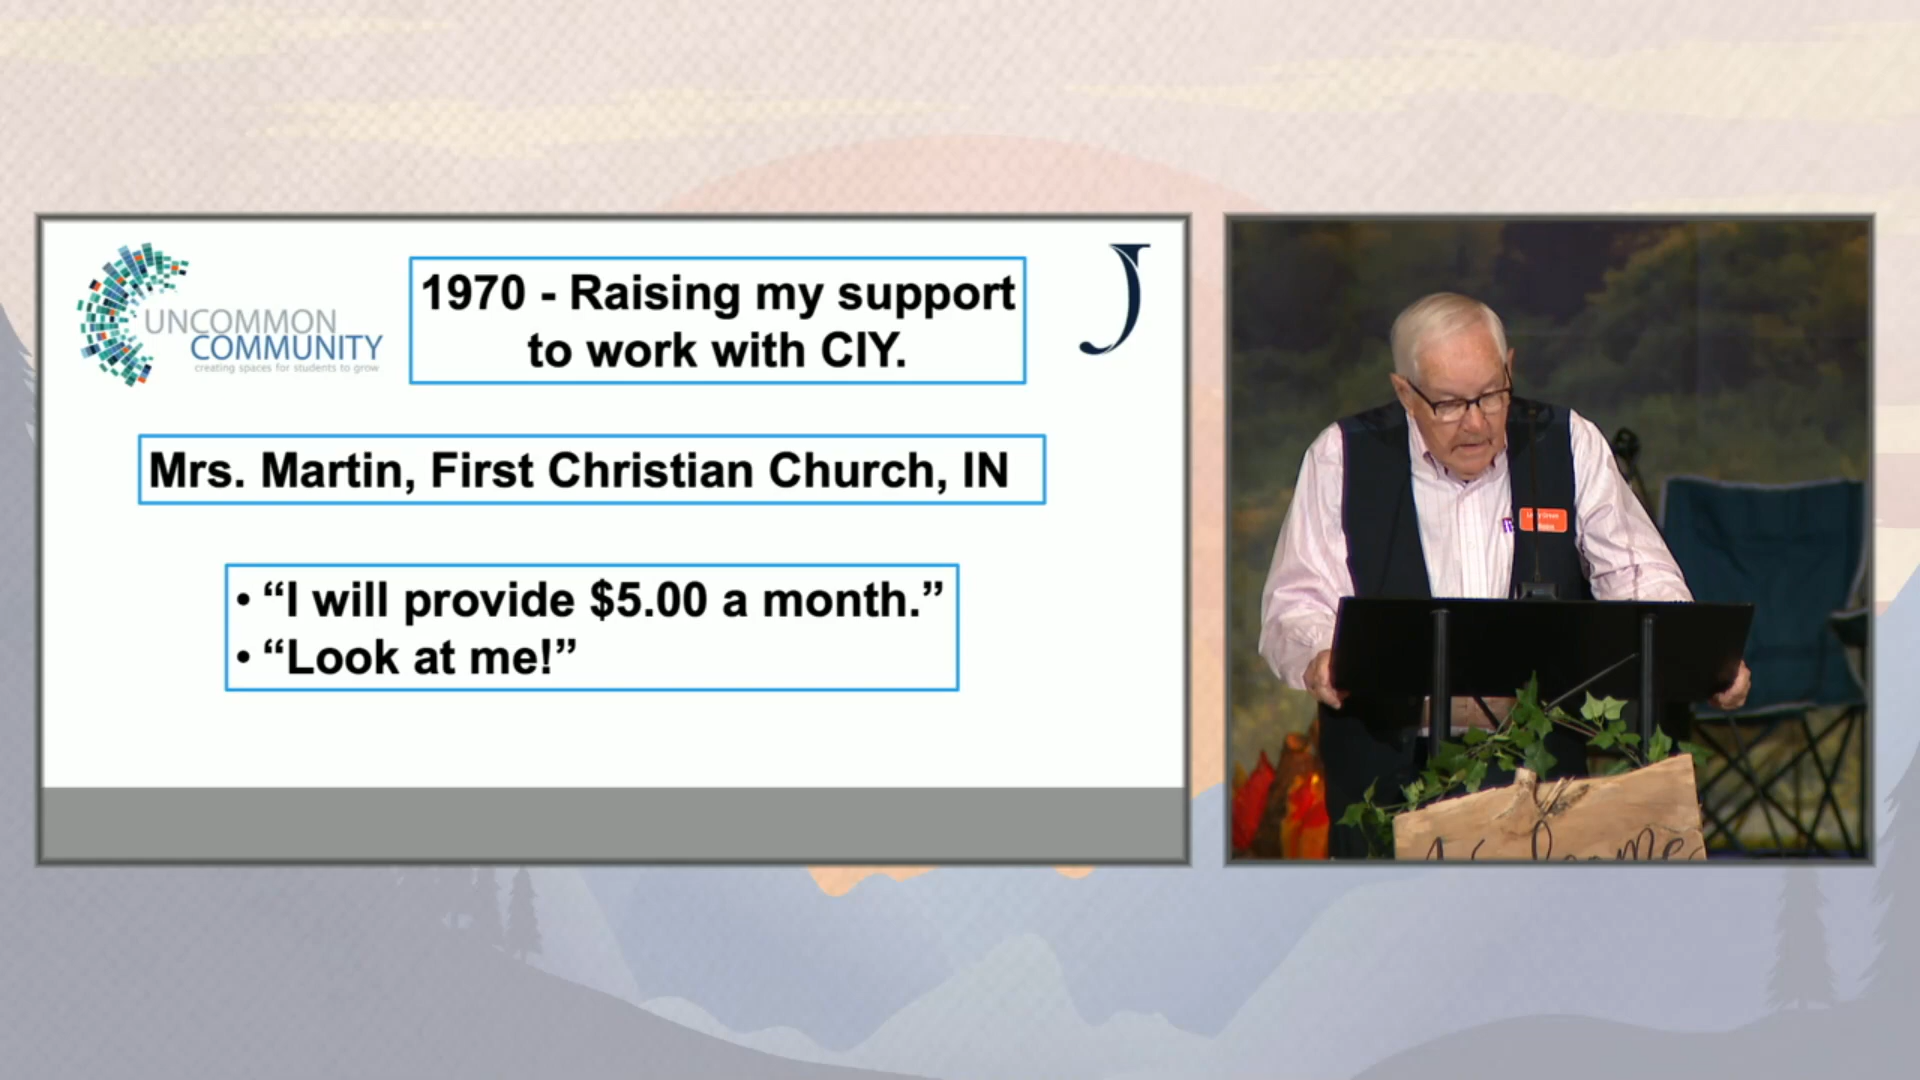 UNCOMMON
COMMUNITY
creating spaces for students to grow
1970 - Raising my support
to work with CIY.
J
Mrs. Martin, First Christian Church, IN
• “I will provide $5.00 a month.”
• “Look at me!”
Welcome